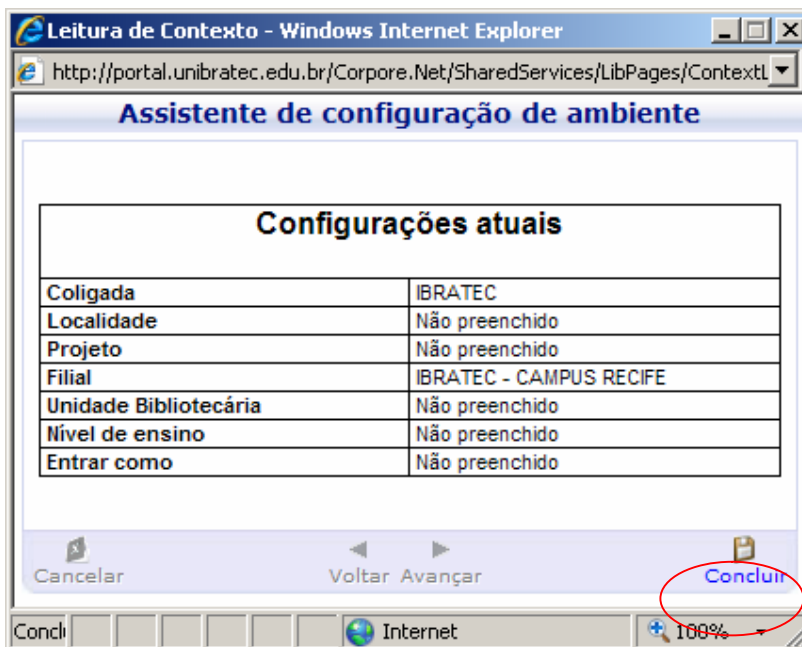 Leitura de Contexto - Windows Internet Explorer
http://portal.unibratec.edu.br/Corpore.Net/SharedServices/LibPages/ContextL
Assistente de configuração de ambiente
Configurações atuais
Coligada IBRATEC
Localidade Não preenchido
Projeto Não preenchido
Filial IBRATEC - CAMPUS RECIFE
Unidade Bibliotecária Não preenchido
Nível de ensino Não preenchido
Entrar como Não preenchido
Cancelar Voltar Avançar Concluir
Conclu Internet 100%